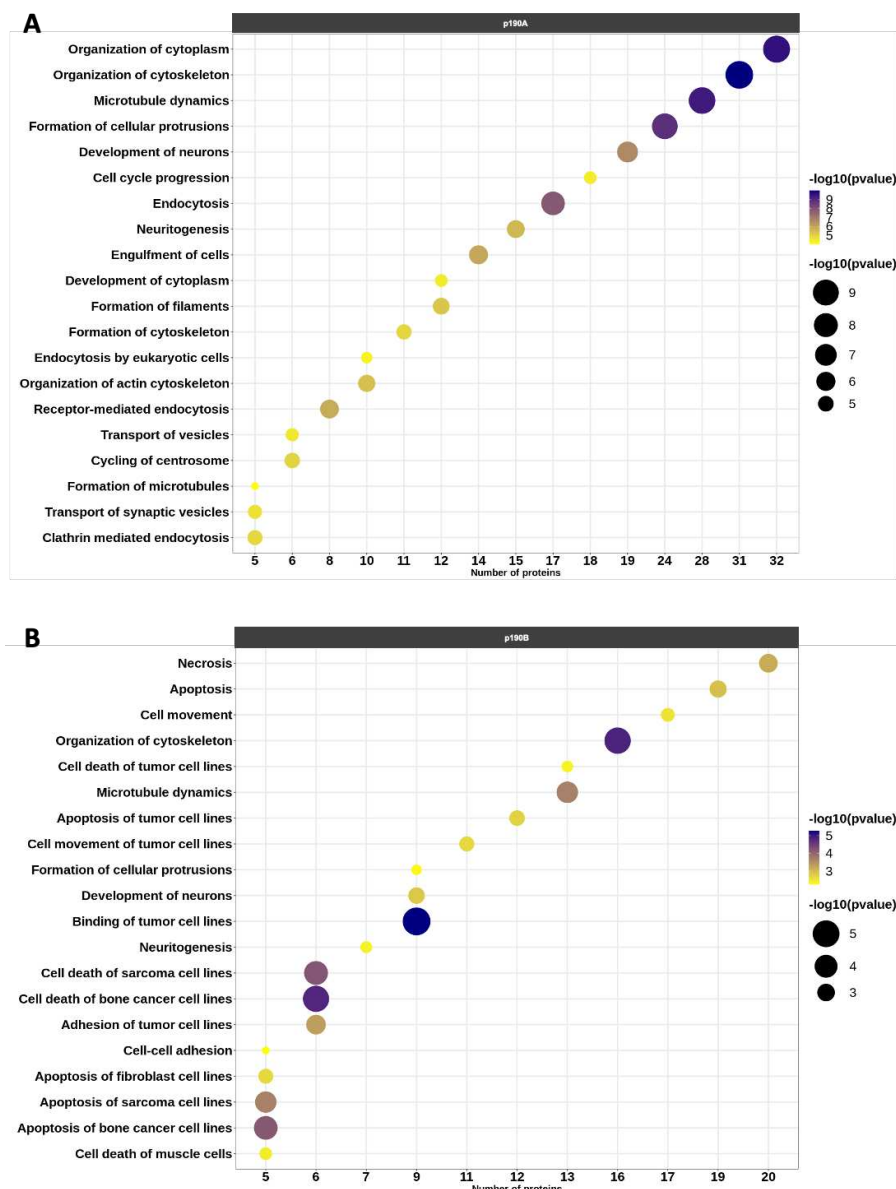 A
p190A
Organization of cytoplasm
Organization of cytoskeleton
Microtubule dynamics
Formation of cellular protrusions
Development of neurons
Cell cycle progression
Endocytosis
Neuritogenesis
Engulfment of cells
Development of cytoplasm
Formation of filaments
Formation of cytoskeleton
Endocytosis by eukaryotic cells
Organization of actin cytoskeleton
Receptor-mediated endocytosis
Transport of vesicles
Cycling of centrosome
Formation of microtubules
Transport of synaptic vesicles
Clathrin mediated endocytosis
5 6 8 10 11 12 14 15 17 18 19 24 28 31 32
Number of proteins
-log10(pvalue)
9
8
7
6
5
-log10(pvalue)
9
8
7
6
5
B
p190B
Necrosis
Apoptosis
Cell movement
Organization of cytoskeleton
Cell death of tumor cell lines
Microtubule dynamics
Apoptosis of tumor cell lines
Cell movement of tumor cell lines
Formation of cellular protrusions
Development of neurons
Binding of tumor cell lines
Neuritogenesis
Cell death of sarcoma cell lines
Cell death of bone cancer cell lines
Adhesion of tumor cell lines
Cell-cell adhesion
Apoptosis of fibroblast cell lines
Apoptosis of sarcoma cell lines
Apoptosis of bone cancer cell lines
Cell death of muscle cells
5 6 7 9 11 12 13 16 17 19 20
Number of proteins
-log10(pvalue)
5
4
3
-log10(pvalue)
5
4
3